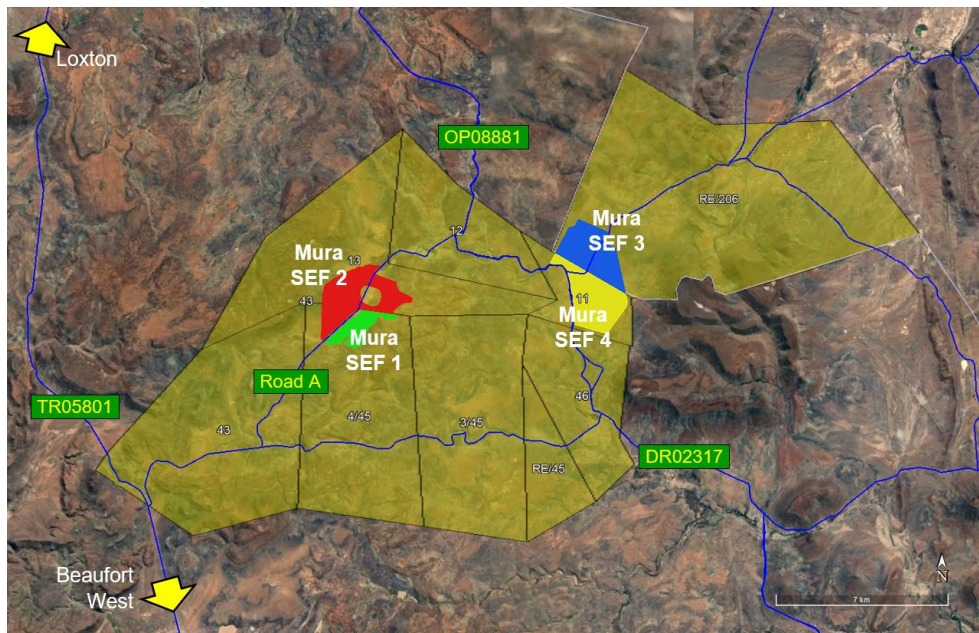 Loxton
OP08881
RE/206
12
Mura
SEF 3
13
Mura
SEF 2
43
11
Mura
SEF 4
Mura
SEF 1
Road A
TR05801
46
4/45
3/45
43
DR02317
RE/45
Beaufort
West
N
7 km